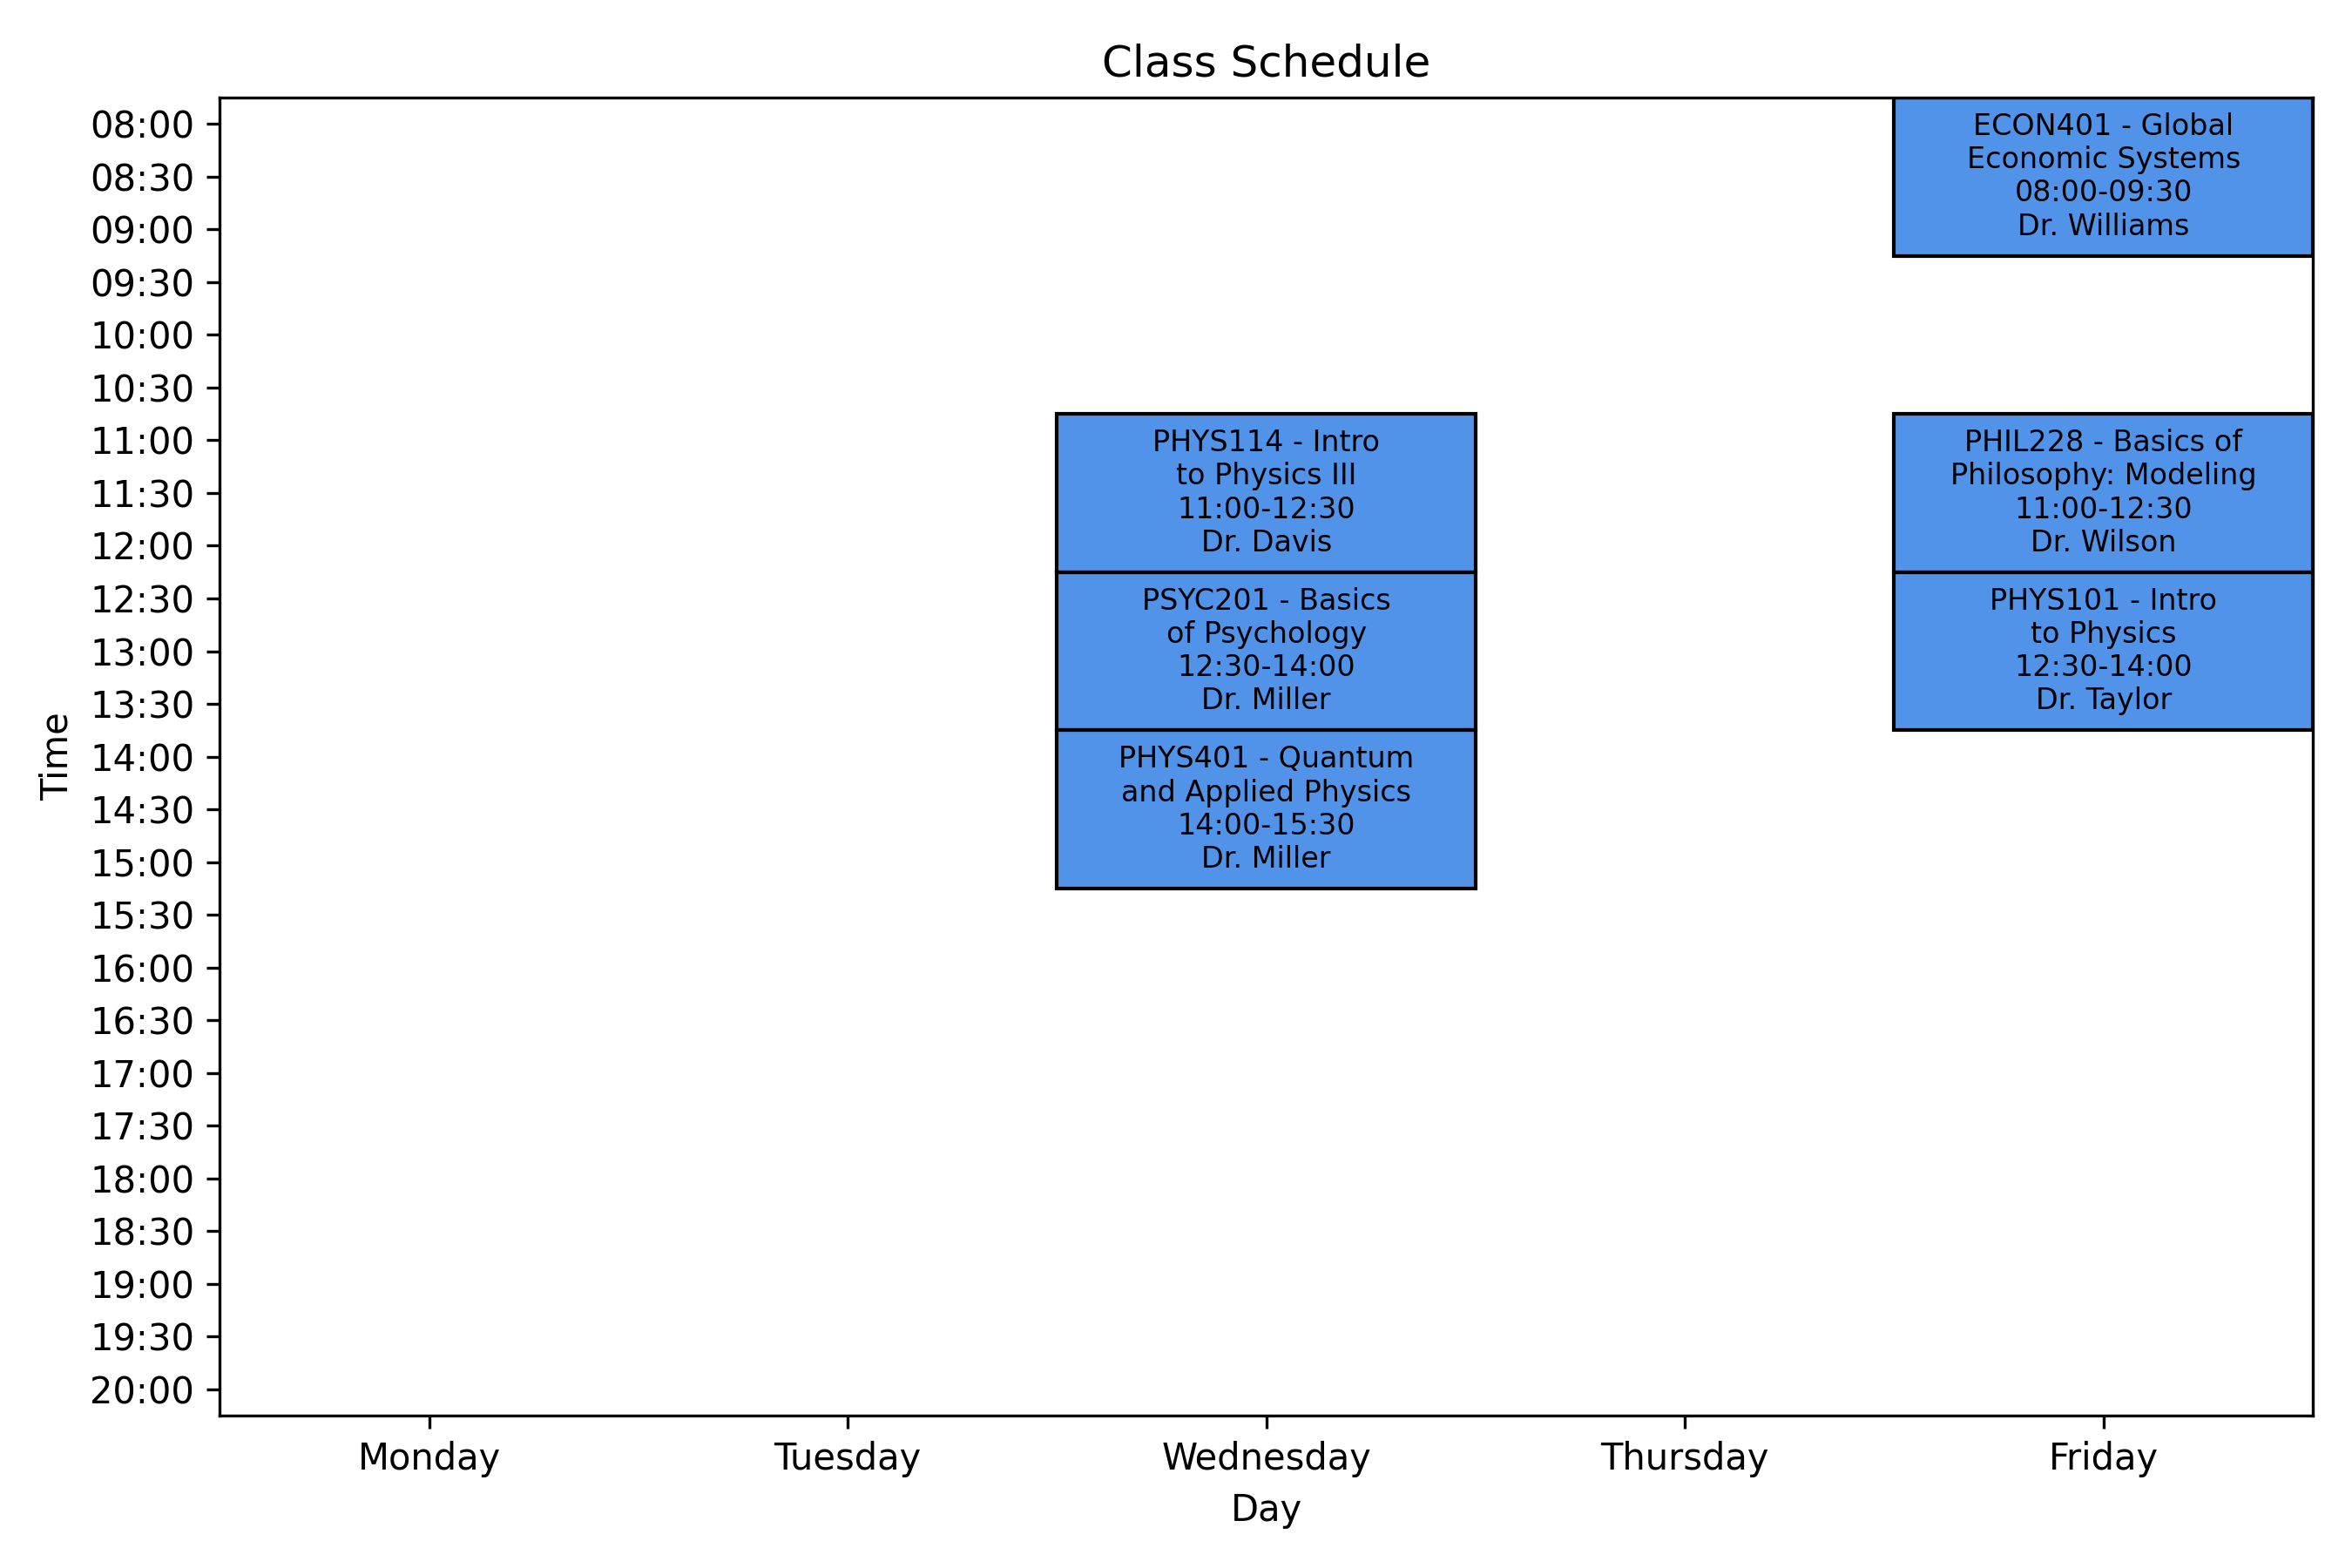 Class Schedule
08:00
08:30
09:00
09:30
10:00
10:30
11:00
11:30
12:00
12:30
13:00
13:30
14:00
14:30
15:00
15:30
16:00
16:30
17:00
17:30
18:00
18:30
19:00
19:30
20:00
Time
PHYS114 - Intro
to Physics III
11:00-12:30
Dr. Davis
PSYC201 - Basics
of Psychology
12:30-14:00
Dr. Miller
PHYS401 - Quantum
and Applied Physics
14:00-15:30
Dr. Miller
ECON401 - Global
Economic Systems
08:00-09:30
Dr. Williams
PHIL228 - Basics of
Philosophy: Modeling
11:00-12:30
Dr. Wilson
PHYS101 - Intro
to Physics
12:30-14:00
Dr. Taylor
Monday
Tuesday
Wednesday
Thursday
Friday
Day